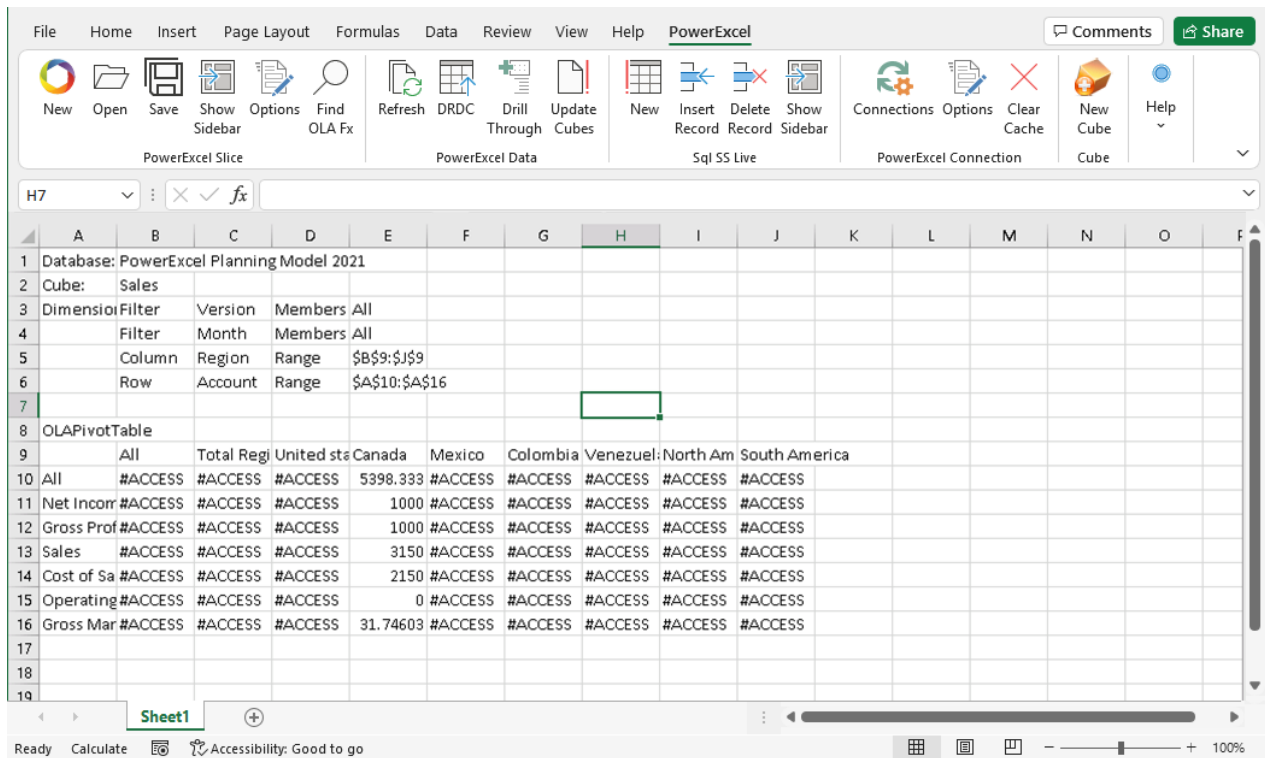 File Home Insert Page Layout Formulas Data Review View Help PowerExcel Comments Share
New Open Save Show Sidebar Options Find OLA Fx Refresh DRDC Drill Through Update Cubes New Insert Record Delete Record Show Sidebar Connections Options Clear Cache New Cube Help
PowerExcel Slice PowerExcel Data Sql SS Live PowerExcel Connection Cube
H7 fx
A B C D E F G H I J K L M N O
1 Database: PowerExcel Planning Model 2021
2 Cube: Sales
3 Dimensio Filter Version Members All
4 Filter Month Members All
5 Column Region Range $B$9:$J$9
6 Row Account Range $A$10:$A$16
7
8 OLAPivotTable
9 All Total Regi United sta Canada Mexico Colombia Venezuela North Am South America
10 All #ACCESS #ACCESS #ACCESS 5398.333 #ACCESS #ACCESS #ACCESS #ACCESS #ACCESS
11 Net Incom #ACCESS #ACCESS #ACCESS 1000 #ACCESS #ACCESS #ACCESS #ACCESS #ACCESS
12 Gross Prof #ACCESS #ACCESS #ACCESS 1000 #ACCESS #ACCESS #ACCESS #ACCESS #ACCESS
13 Sales #ACCESS #ACCESS #ACCESS 3150 #ACCESS #ACCESS #ACCESS #ACCESS #ACCESS
14 Cost of Sa #ACCESS #ACCESS #ACCESS 2150 #ACCESS #ACCESS #ACCESS #ACCESS #ACCESS
15 Operating #ACCESS #ACCESS #ACCESS 0 #ACCESS #ACCESS #ACCESS #ACCESS #ACCESS
16 Gross Mar #ACCESS #ACCESS #ACCESS 31.74603 #ACCESS #ACCESS #ACCESS #ACCESS #ACCESS
17
18
19
Sheet1
Ready Calculate Accessibility: Good to go 100%